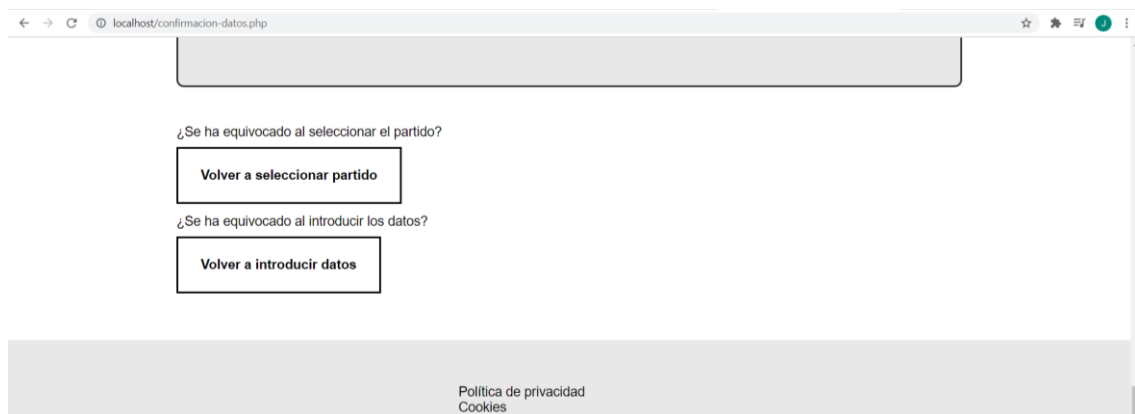 localhost/confirmacion-datos.php
J
¿Se ha equivocado al seleccionar el partido?
Volver a seleccionar partido
¿Se ha equivocado al introducir los datos?
Volver a introducir datos
Política de privacidad
Cookies